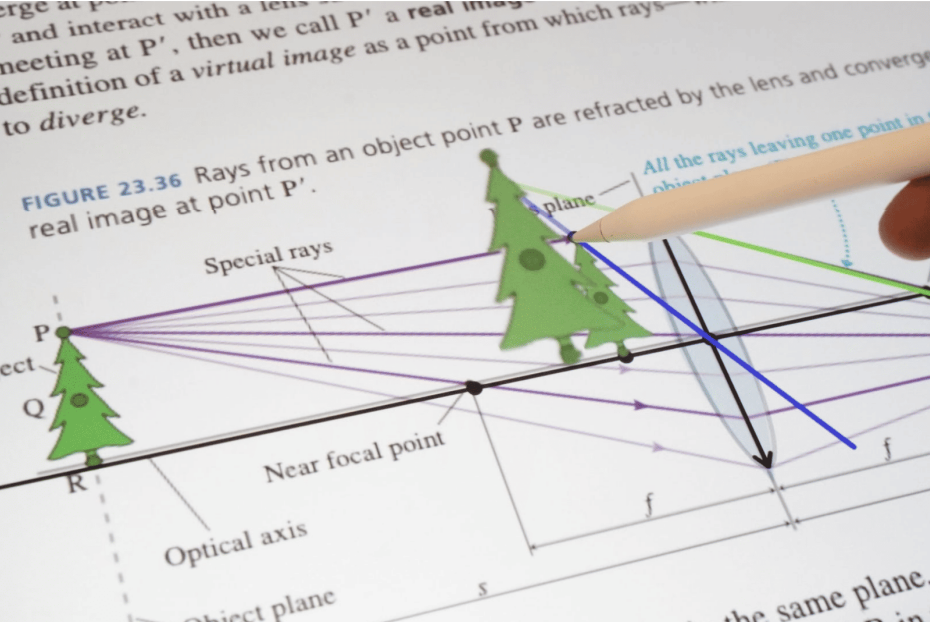 and interact with a lens
meeting at P′, then we call P′ a real image
definition of a virtual image as a point from which rays—
to diverge.
FIGURE 23.36 Rays from an object point P are refracted by the lens and converge
real image at point P′.
All the rays leaving one point in
plane
Special rays
P
Q
R
Near focal point
Optical axis
f
f
s
Object plane
the same plane.